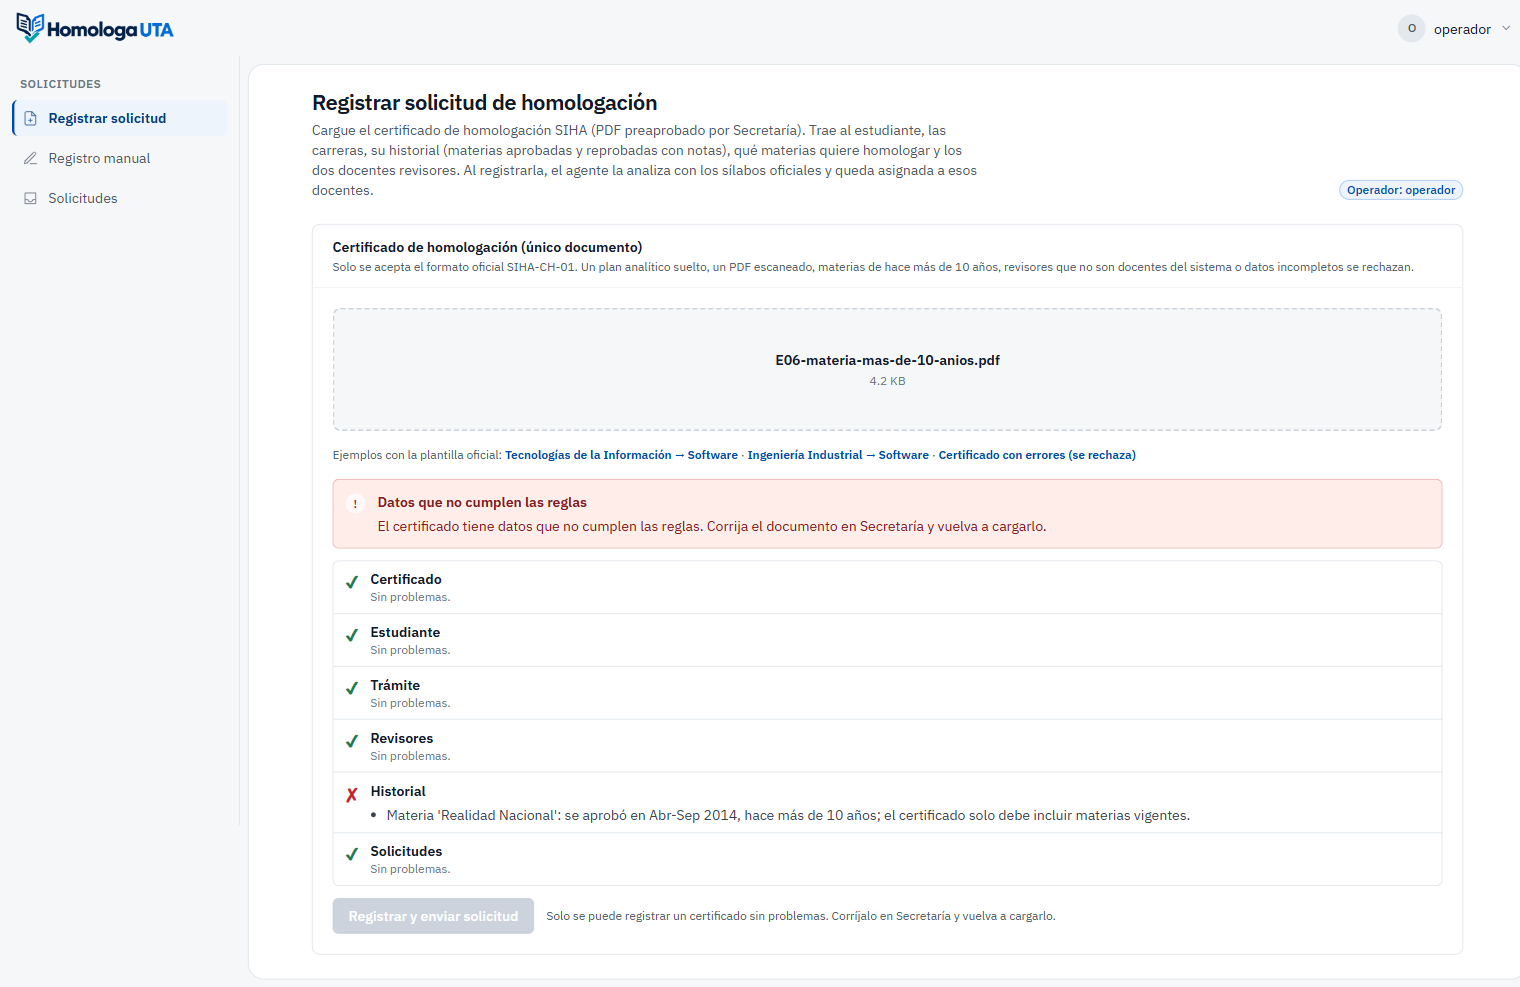 Homologa UTA
O operador
SOLICITUDES
Registrar solicitud
Registro manual
Solicitudes
Registrar solicitud de homologación
Cargue el certificado de homologación SIHA (PDF preaprobado por Secretaría). Trae al estudiante, las
carreras, su historial (materias aprobadas y reprobadas con notas), qué materias quiere homologar y los
dos docentes revisores. Al registrarla, el agente la analiza con los sílabos oficiales y queda asignada a esos
docentes.
Operador: operador
Certificado de homologación (único documento)
Solo se acepta el formato oficial SIHA-CH-01. Un plan analítico suelto, un PDF escaneado, materias de hace más de 10 años, revisores que no son docentes del sistema o datos incompletos se rechazan.
E06-materia-mas-de-10-anios.pdf
4.2 KB
Ejemplos con la plantilla oficial: Tecnologías de la Información → Software · Ingeniería Industrial → Software · Certificado con errores (se rechaza)
! Datos que no cumplen las reglas
El certificado tiene datos que no cumplen las reglas. Corrija el documento en Secretaría y vuelva a cargarlo.
✔ Certificado
Sin problemas.
✔ Estudiante
Sin problemas.
✔ Trámite
Sin problemas.
✔ Revisores
Sin problemas.
✗ Historial
• Materia 'Realidad Nacional': se aprobó en Abr-Sep 2014, hace más de 10 años; el certificado solo debe incluir materias vigentes.
✔ Solicitudes
Sin problemas.
Registrar y enviar solicitud
Solo se puede registrar un certificado sin problemas. Corríjalo en Secretaría y vuelva a cargarlo.